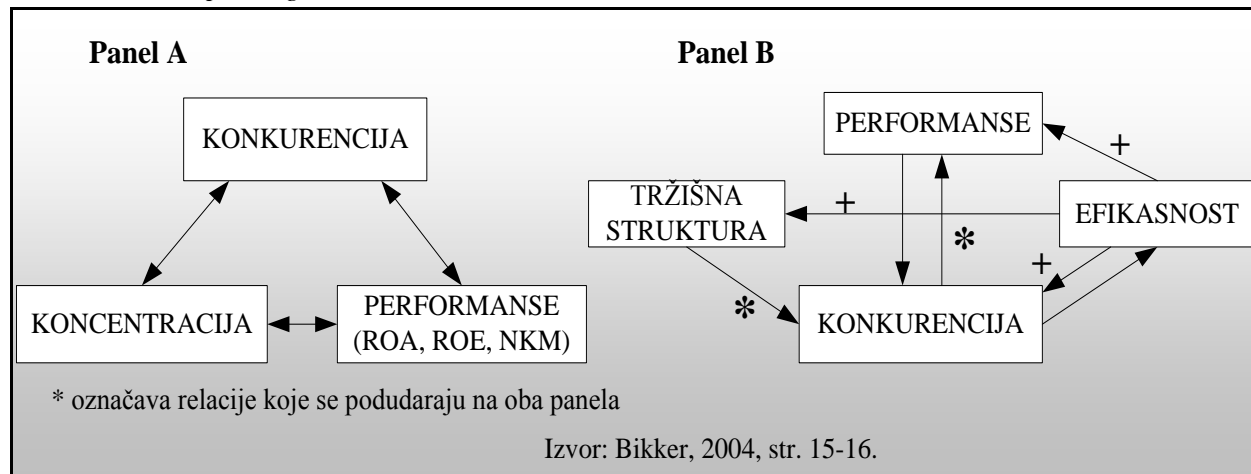 Panel A
KONKURENCIJA
KONCENTRACIJA
PERFORMANSE
(ROA, ROE, NKM)
Panel B
PERFORMANSE
+
TRŽIŠNA
STRUKTURA
+
EFIKASNOST
*
+
*
KONKURENCIJA
* označava relacije koje se podudaraju na oba panela
Izvor: Bikker, 2004, str. 15-16.